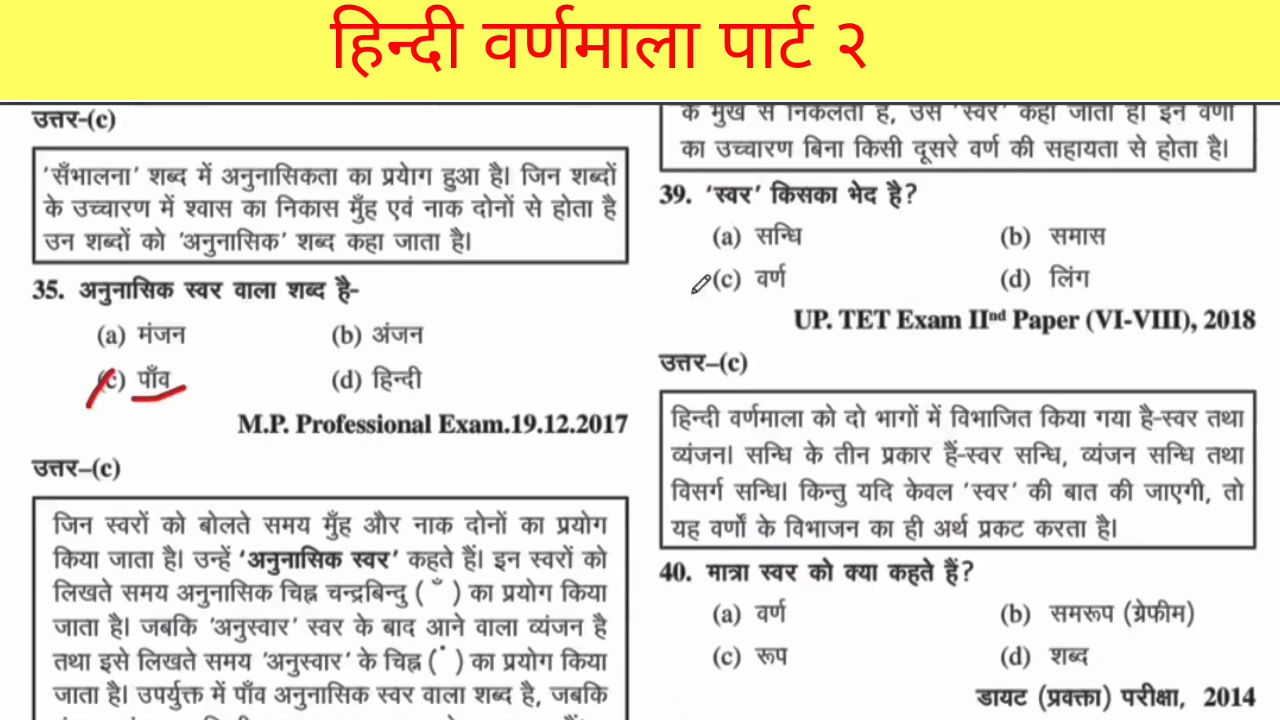 हिन्दी वर्णमाला पार्ट २
उत्तर-(c)
'सँभालना' शब्द में अनुनासिकता का प्रयोग हुआ है। जिन शब्दों
के उच्चारण में श्वास का निकास मुँह एवं नाक दोनों से होता है
उन शब्दों को 'अनुनासिक' शब्द कहा जाता है।
35. अनुनासिक स्वर वाला शब्द है-
(a) मंजन (b) अंजन
(c) पाँव (d) हिन्दी
M.P. Professional Exam.19.12.2017
उत्तर–(c)
जिन स्वरों को बोलते समय मुँह और नाक दोनों का प्रयोग
किया जाता है। उन्हें 'अनुनासिक स्वर' कहते हैं। इन स्वरों को
लिखते समय अनुनासिक चिह्न चन्द्रबिन्दु ( ँ ) का प्रयोग किया
जाता है। जबकि 'अनुस्वार' स्वर के बाद आने वाला व्यंजन है
तथा इसे लिखते समय 'अनुस्वार' के चिह्न ( ं ) का प्रयोग किया
जाता है। उपर्युक्त में पाँव अनुनासिक स्वर वाला शब्द है, जबकि
के मुख से निकलता है, उसे 'स्वर' कहा जाता है। इन वर्णों
का उच्चारण बिना किसी दूसरे वर्ण की सहायता से होता है।
39. 'स्वर' किसका भेद है?
(a) सन्धि (b) समास
(c) वर्ण (d) लिंग
UP. TET Exam IInd Paper (VI-VIII), 2018
उत्तर–(c)
हिन्दी वर्णमाला को दो भागों में विभाजित किया गया है-स्वर तथा
व्यंजन। सन्धि के तीन प्रकार हैं-स्वर सन्धि, व्यंजन सन्धि तथा
विसर्ग सन्धि। किन्तु यदि केवल 'स्वर' की बात की जाएगी, तो
यह वर्णों के विभाजन का ही अर्थ प्रकट करता है।
40. मात्रा स्वर को क्या कहते हैं?
(a) वर्ण (b) समरूप (ग्रेफीम)
(c) रूप (d) शब्द
डायट (प्रवक्ता) परीक्षा, 2014